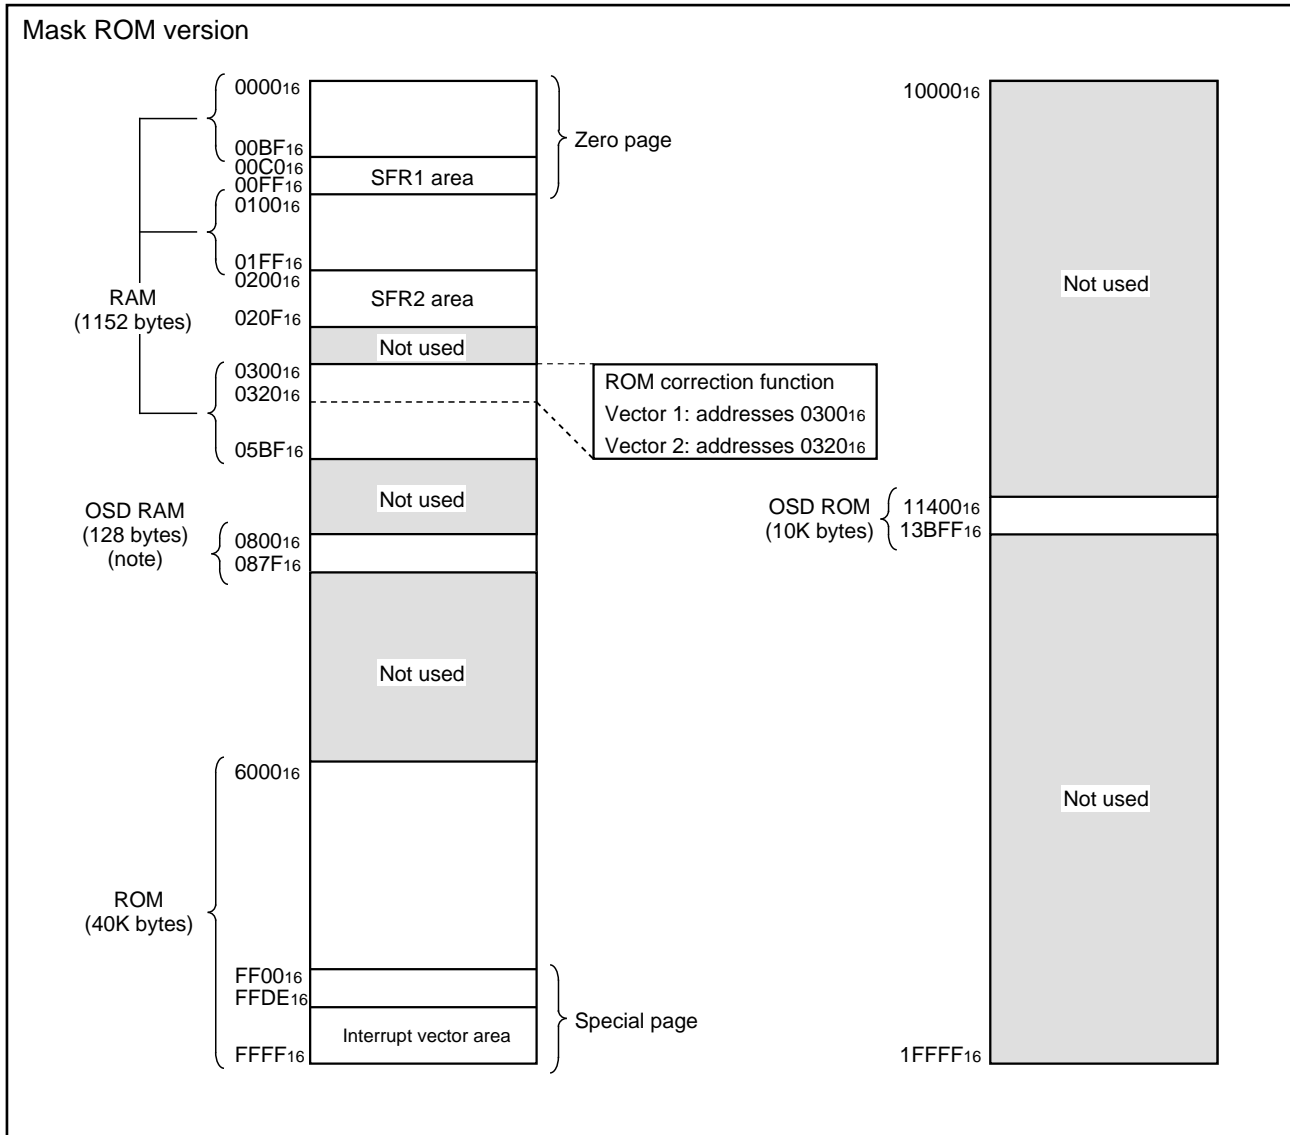 Mask ROM version
0000₁₆
00BF₁₆
00C0₁₆
00FF₁₆
SFR1 area
Zero page
0100₁₆
01FF₁₆
0200₁₆
SFR2 area
020F₁₆
RAM
(1152 bytes)
Not used
0300₁₆
0320₁₆
05BF₁₆
ROM correction function
Vector 1: addresses 0300₁₆
Vector 2: addresses 0320₁₆
Not used
OSD RAM
(128 bytes)
(note)
0800₁₆
087F₁₆
Not used
6000₁₆
ROM
(40K bytes)
FF00₁₆
FFDE₁₆
Interrupt vector area
FFFF₁₆
Special page
10000₁₆
Not used
OSD ROM
(10K bytes)
11400₁₆
13BFF₁₆
Not used
1FFFF₁₆